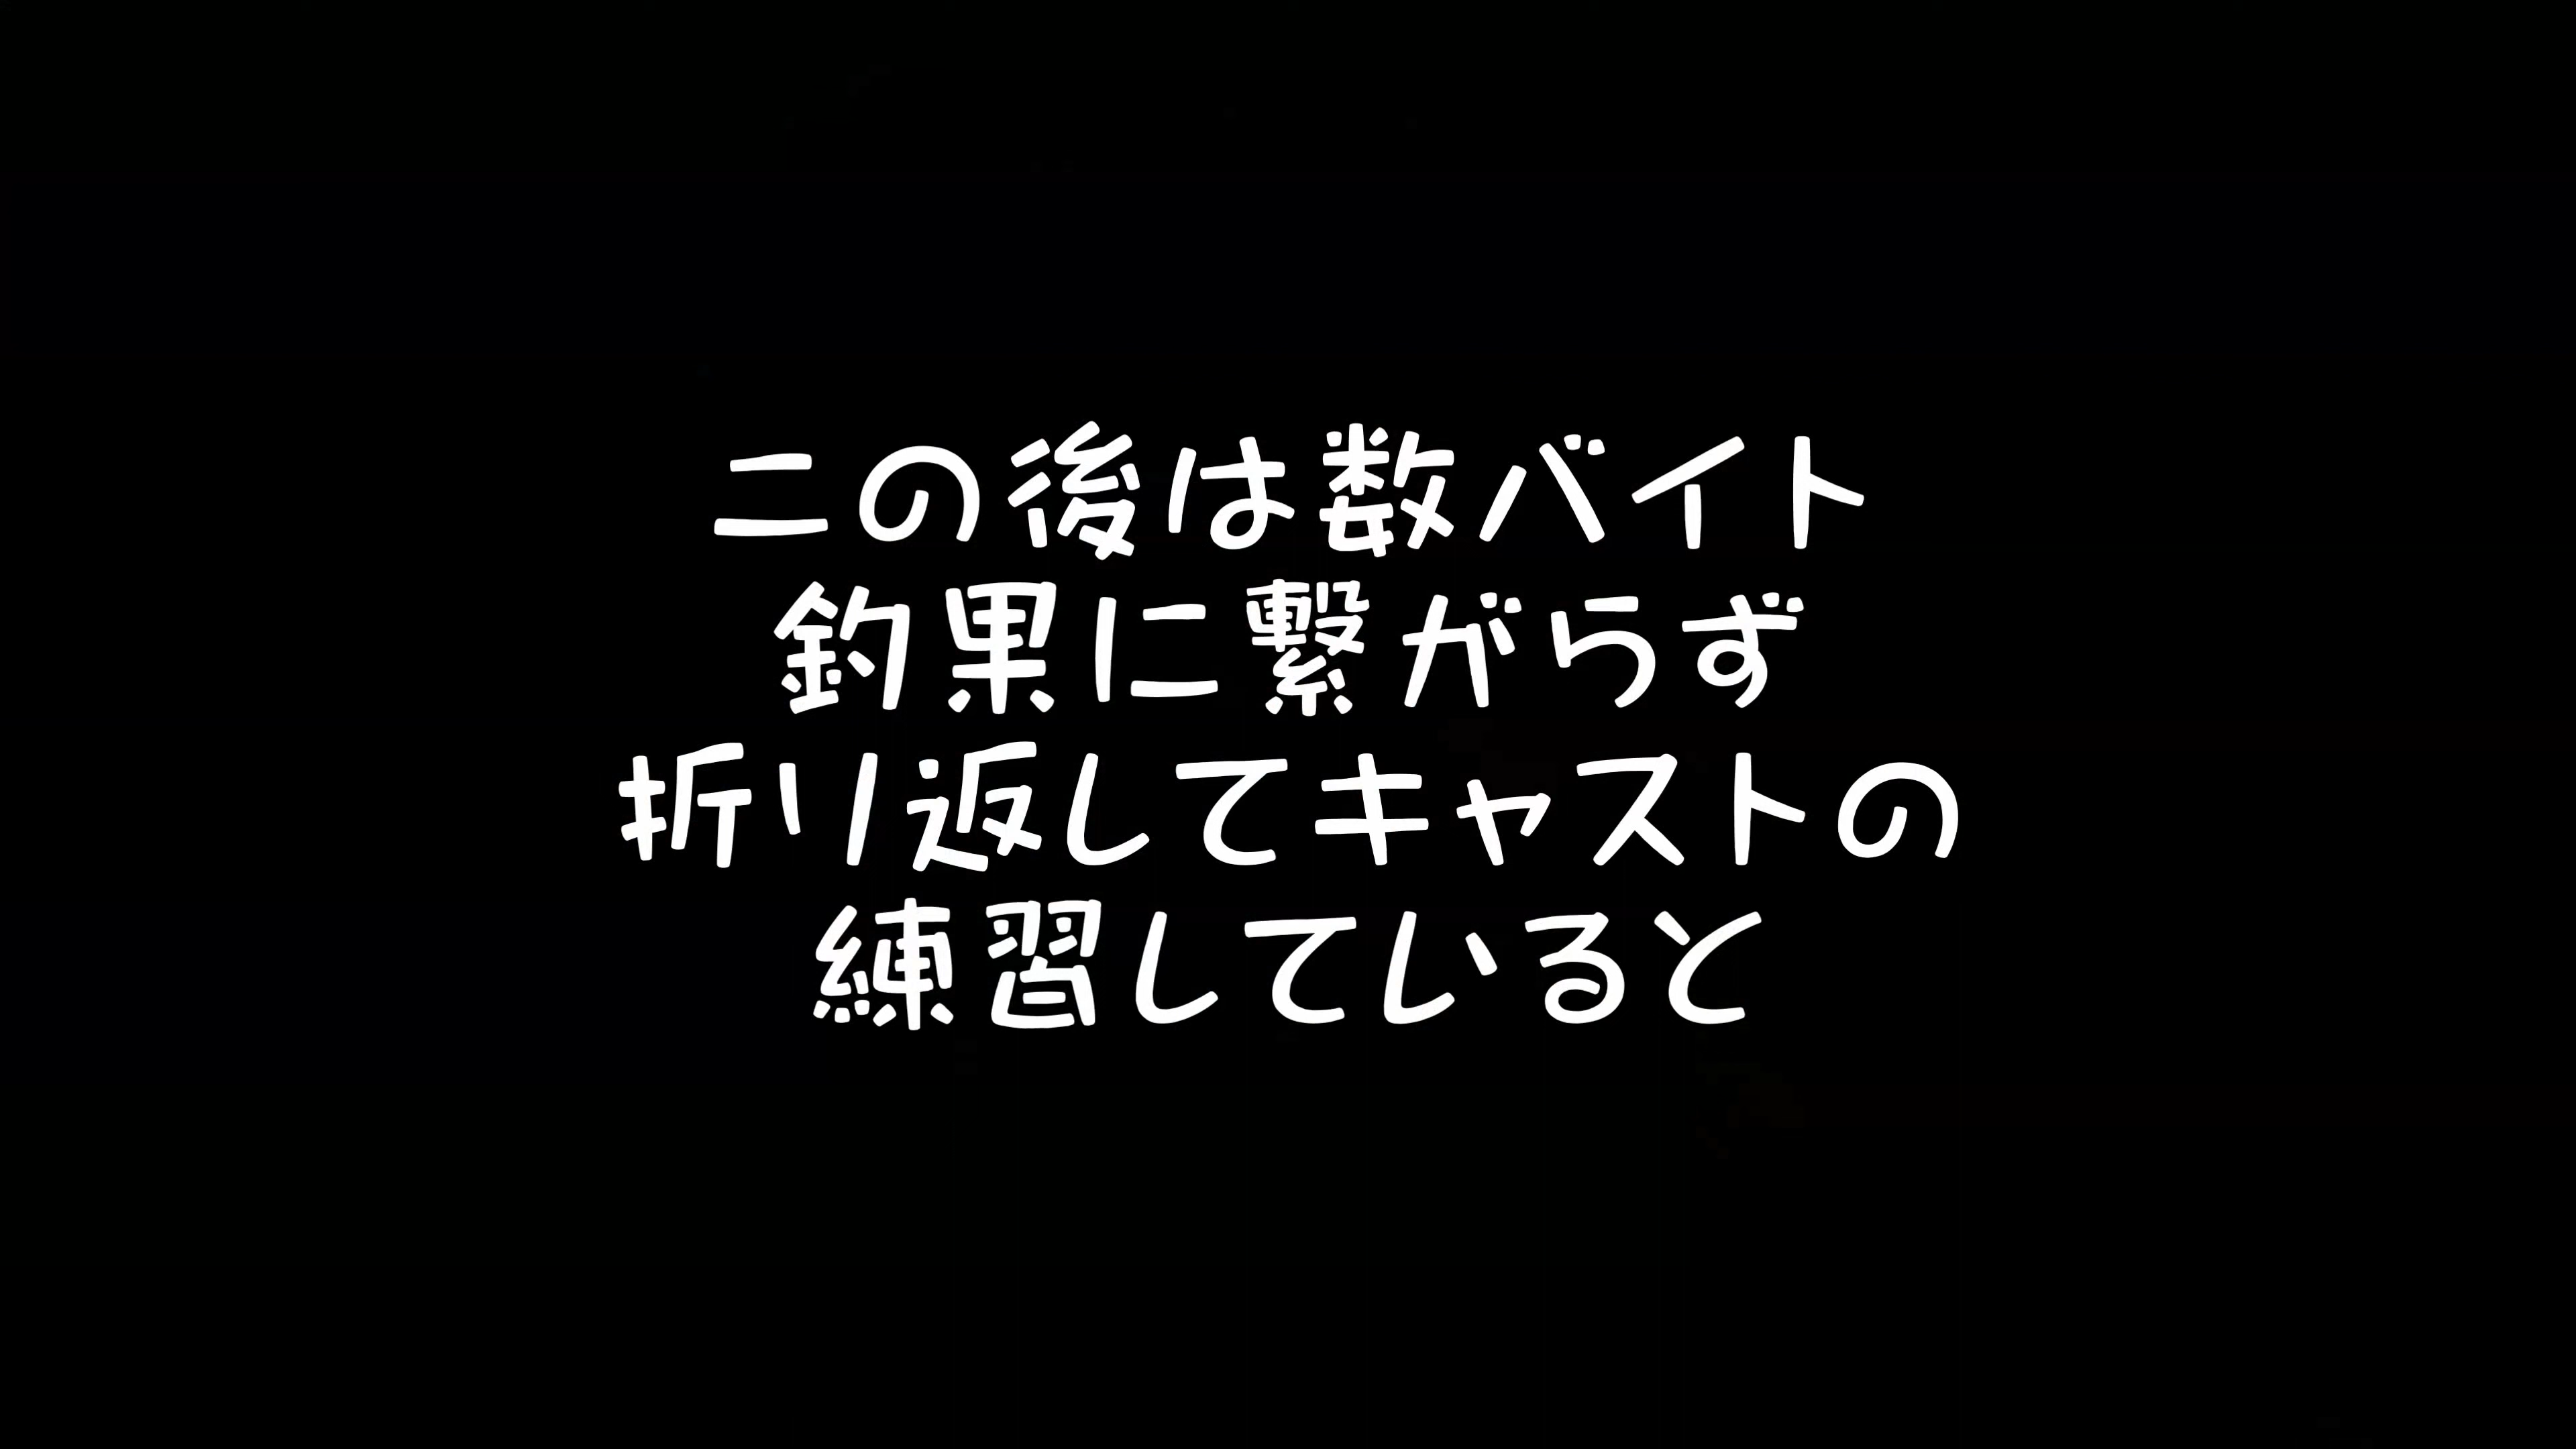 この後は数バイト
釣果に繋がらず
折り返してキャストの
練習していると